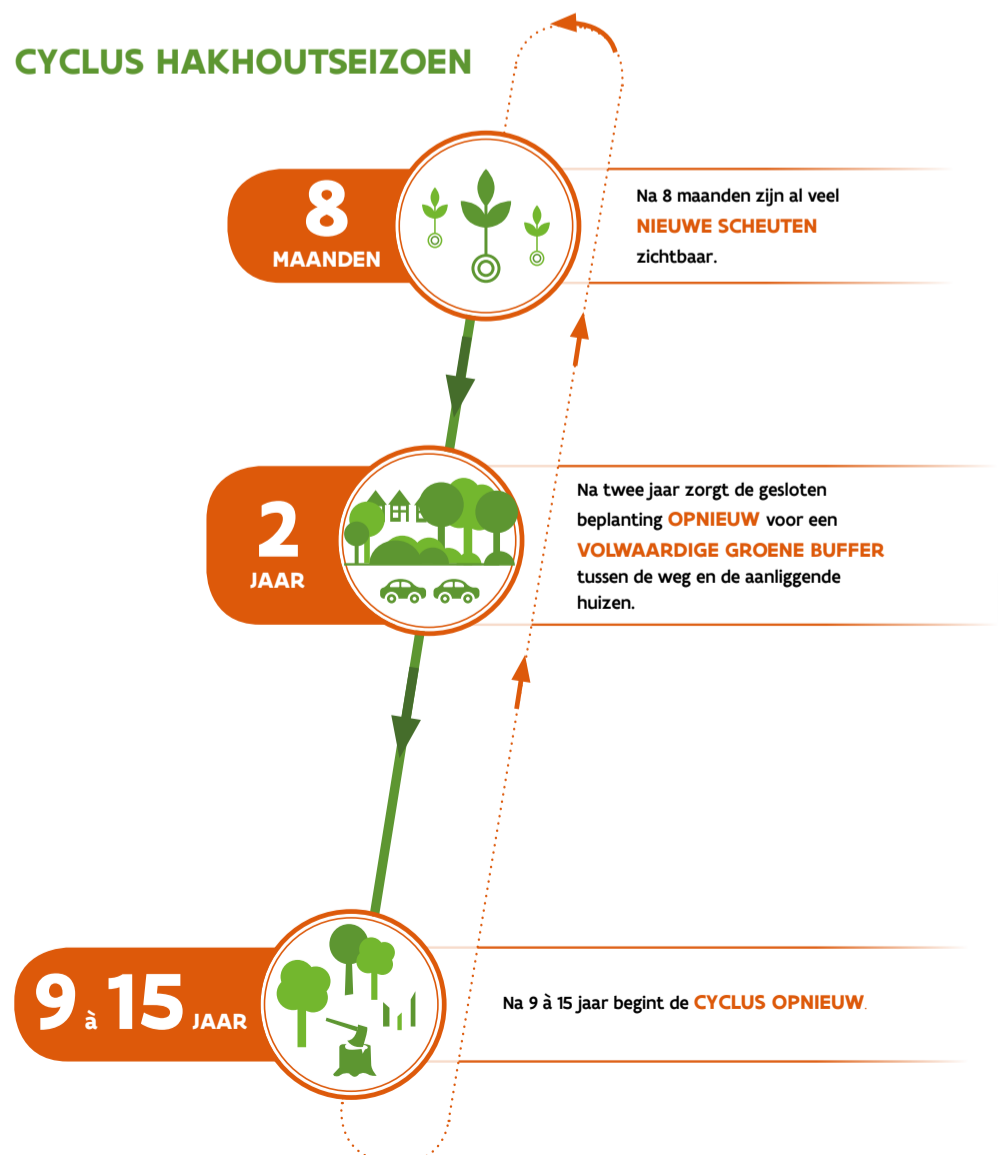 CYCLUS HAKHOUTSEIZOEN
8
MAANDEN
Na 8 maanden zijn al veel
NIEUWE SCHEUTEN
zichtbaar.
2
JAAR
Na twee jaar zorgt de gesloten
beplanting OPNIEUW voor een
VOLWAARDIGE GROENE BUFFER
tussen de weg en de aanliggende
huizen.
9 à 15 JAAR
Na 9 à 15 jaar begint de CYCLUS OPNIEUW.